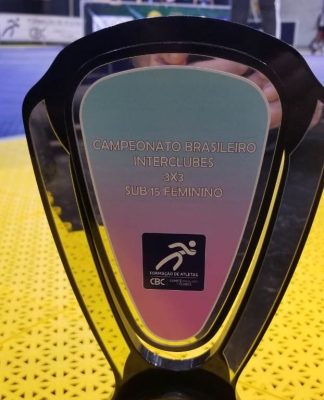 CAMPEONATO BRASILEIRO
INTERCLUBES
3X3
SUB 15 FEMININO
FORMAÇÃO DE ATLETAS
CBC